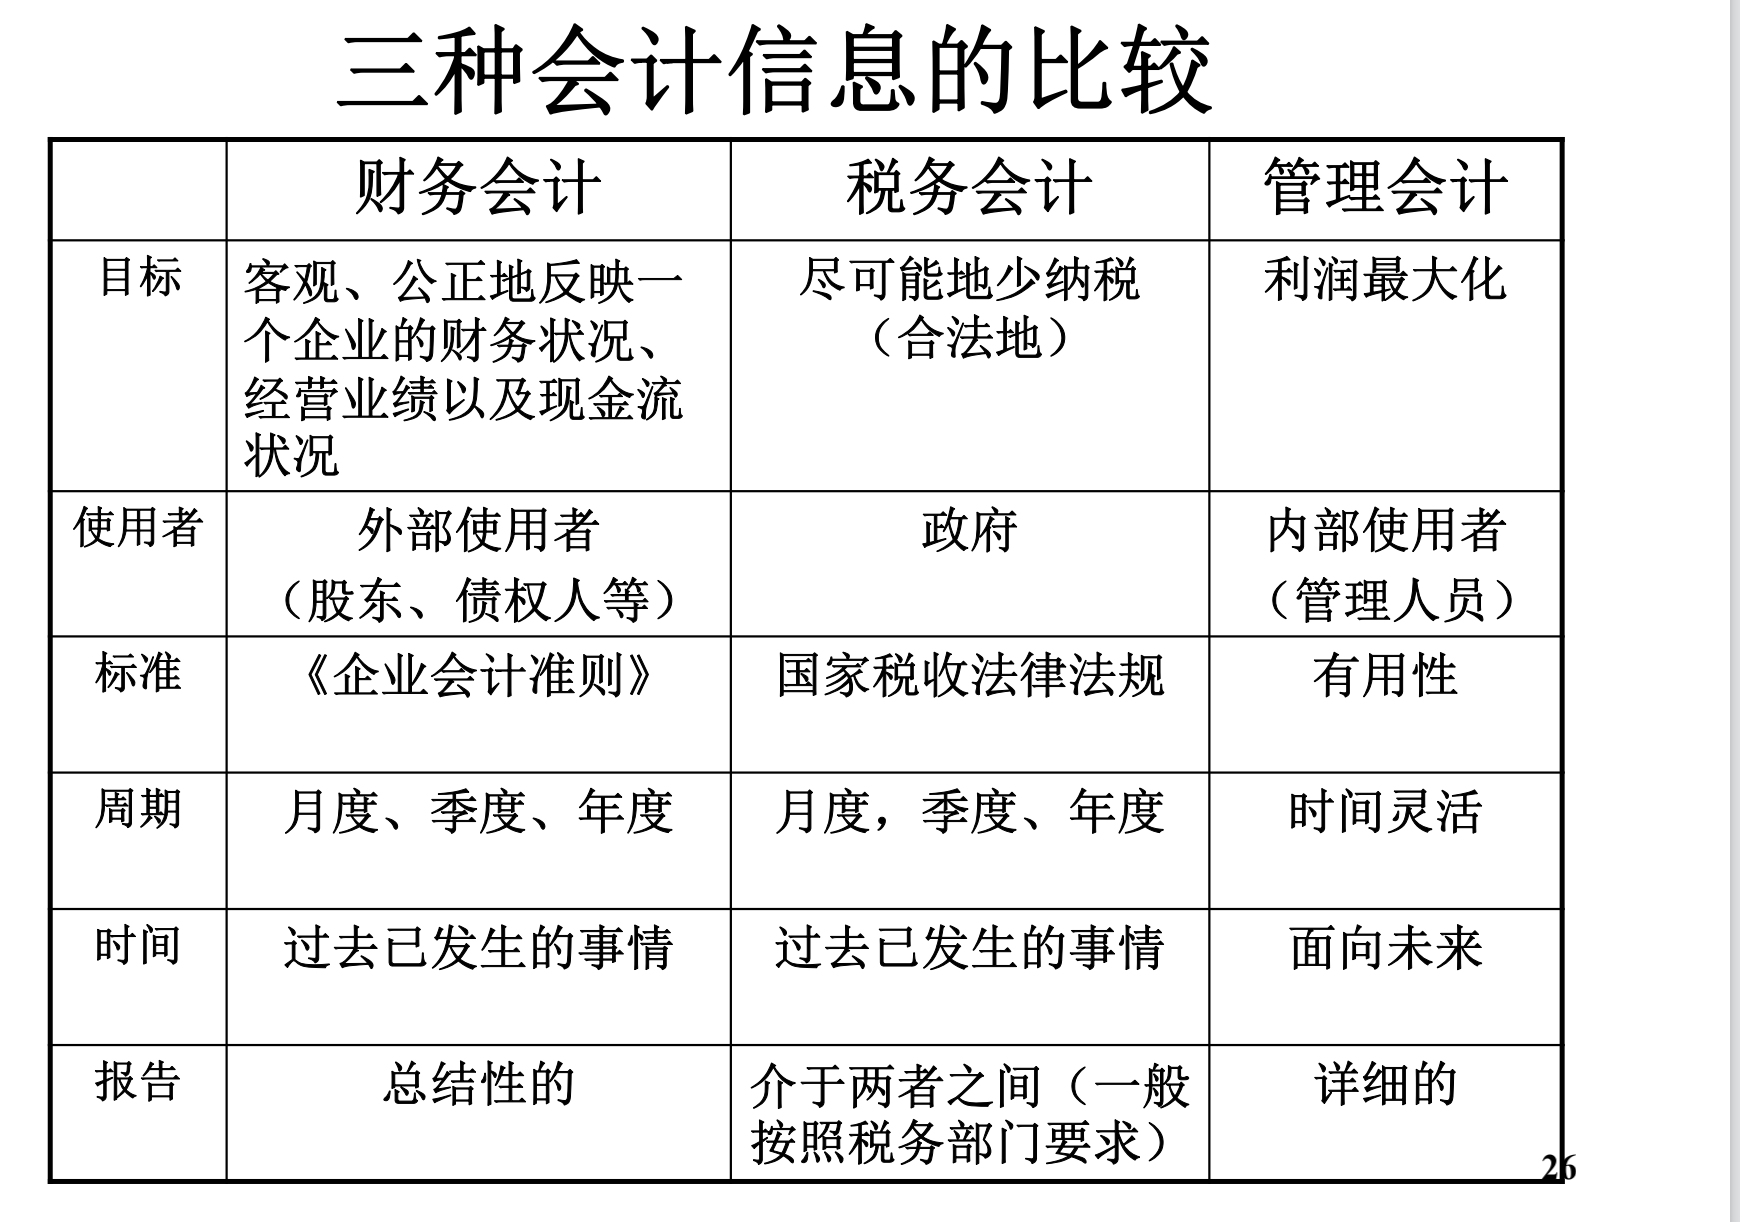 三种会计信息的比较
财务会计 税务会计 管理会计
目标 客观、公正地反映一 尽可能地少纳税 利润最大化
个企业的财务状况、 （合法地）
经营业绩以及现金流
状况
使用者 外部使用者 政府 内部使用者
（股东、债权人等） （管理人员）
标准 《企业会计准则》 国家税收法律法规 有用性
周期 月度、季度、年度 月度，季度、年度 时间灵活
时间 过去已发生的事情 过去已发生的事情 面向未来
报告 总结性的 介于两者之间（一般 详细的
按照税务部门要求）
26